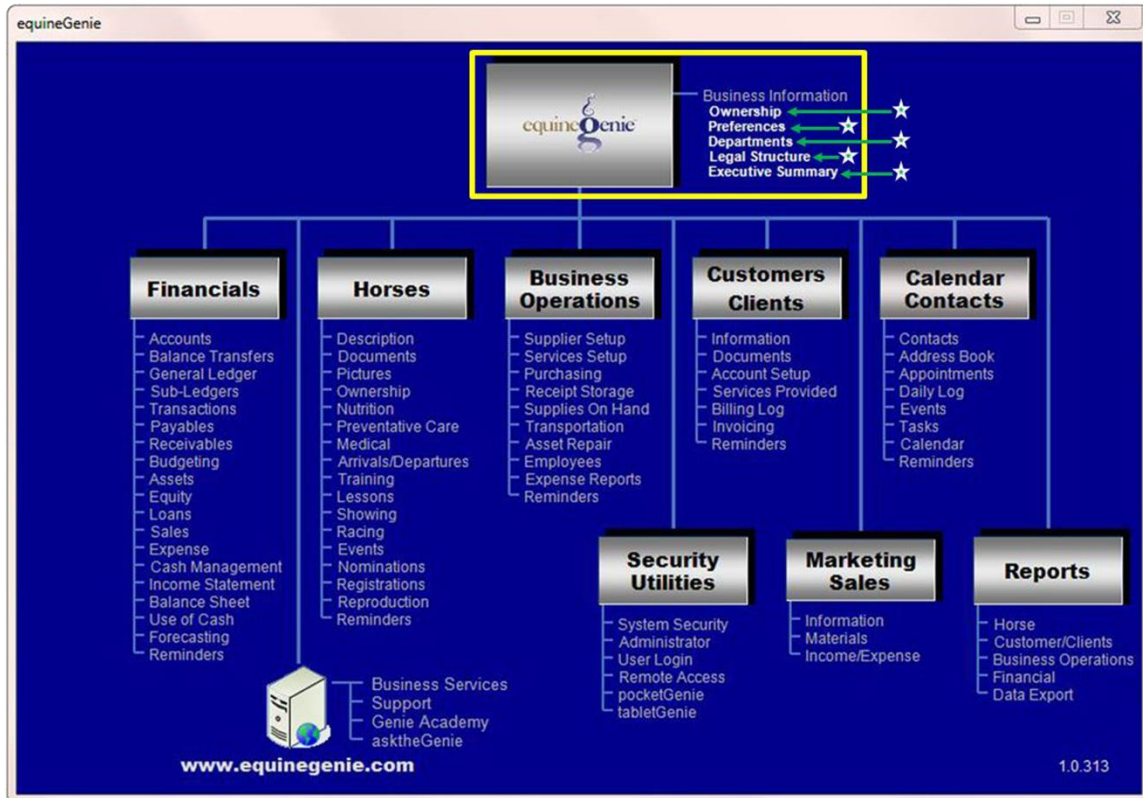 equineGenie
equineGenie
Business Information
Ownership
Preferences
Departments
Legal Structure
Executive Summary
Financials
Accounts
Balance Transfers
General Ledger
Sub-Ledgers
Transactions
Payables
Receivables
Budgeting
Assets
Equity
Loans
Sales
Expense
Cash Management
Income Statement
Balance Sheet
Use of Cash
Forecasting
Reminders
Horses
Description
Documents
Pictures
Ownership
Nutrition
Preventative Care
Medical
Arrivals/Departures
Training
Lessons
Showing
Racing
Events
Nominations
Registrations
Reproduction
Reminders
Business
Operations
Supplier Setup
Services Setup
Purchasing
Receipt Storage
Supplies On Hand
Transportation
Asset Repair
Employees
Expense Reports
Reminders
Customers
Clients
Information
Documents
Account Setup
Services Provided
Billing Log
Invoicing
Reminders
Calendar
Contacts
Contacts
Address Book
Appointments
Daily Log
Events
Tasks
Calendar
Reminders
Security
Utilities
System Security
Administrator
User Login
Remote Access
pocketGenie
tabletGenie
Marketing
Sales
Information
Materials
Income/Expense
Reports
Horse
Customer/Clients
Business Operations
Financial
Data Export
Business Services
Support
Genie Academy
asktheGenie
www.equinegenie.com
1.0.313